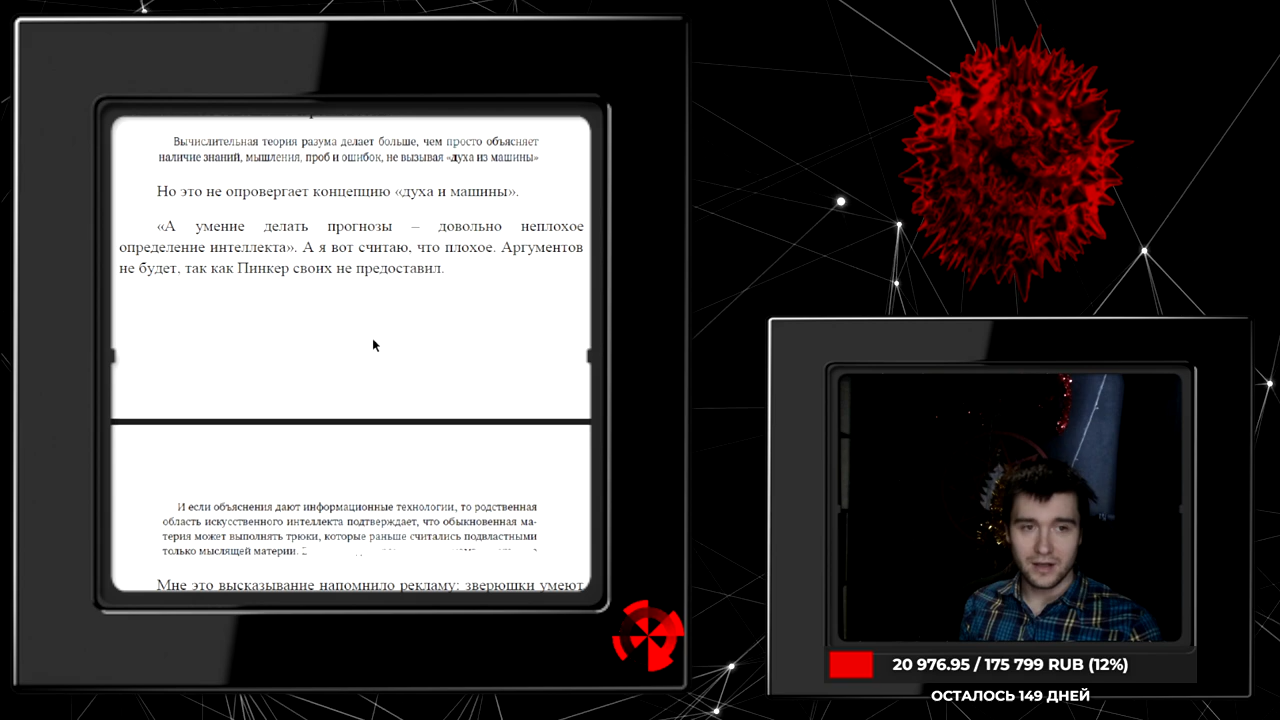 Вычислительная теория разума делает больше, чем просто объясняет
наличие знаний, мышления, проб и ошибок, не вызывая «духа из машины»
Но это не опровергает концепцию «духа и машины».
«А умение делать прогнозы – довольно неплохое
определение интеллекта». А я вот считаю, что плохое. Аргументов
не будет, так как Пинкер своих не предоставил.
И если объяснения дают информационные технологии, то родственная
область искусственного интеллекта подтверждает, что обыкновенная ма-
терия может выполнять трюки, которые раньше считались подвластными
только мыслящей материи.
Мне это высказывание напомнило рекламу: зверюшки умеют
20 976.95 / 175 799 RUB (12%)
ОСТАЛОСЬ 149 ДНЕЙ